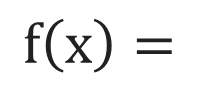 f(x) =